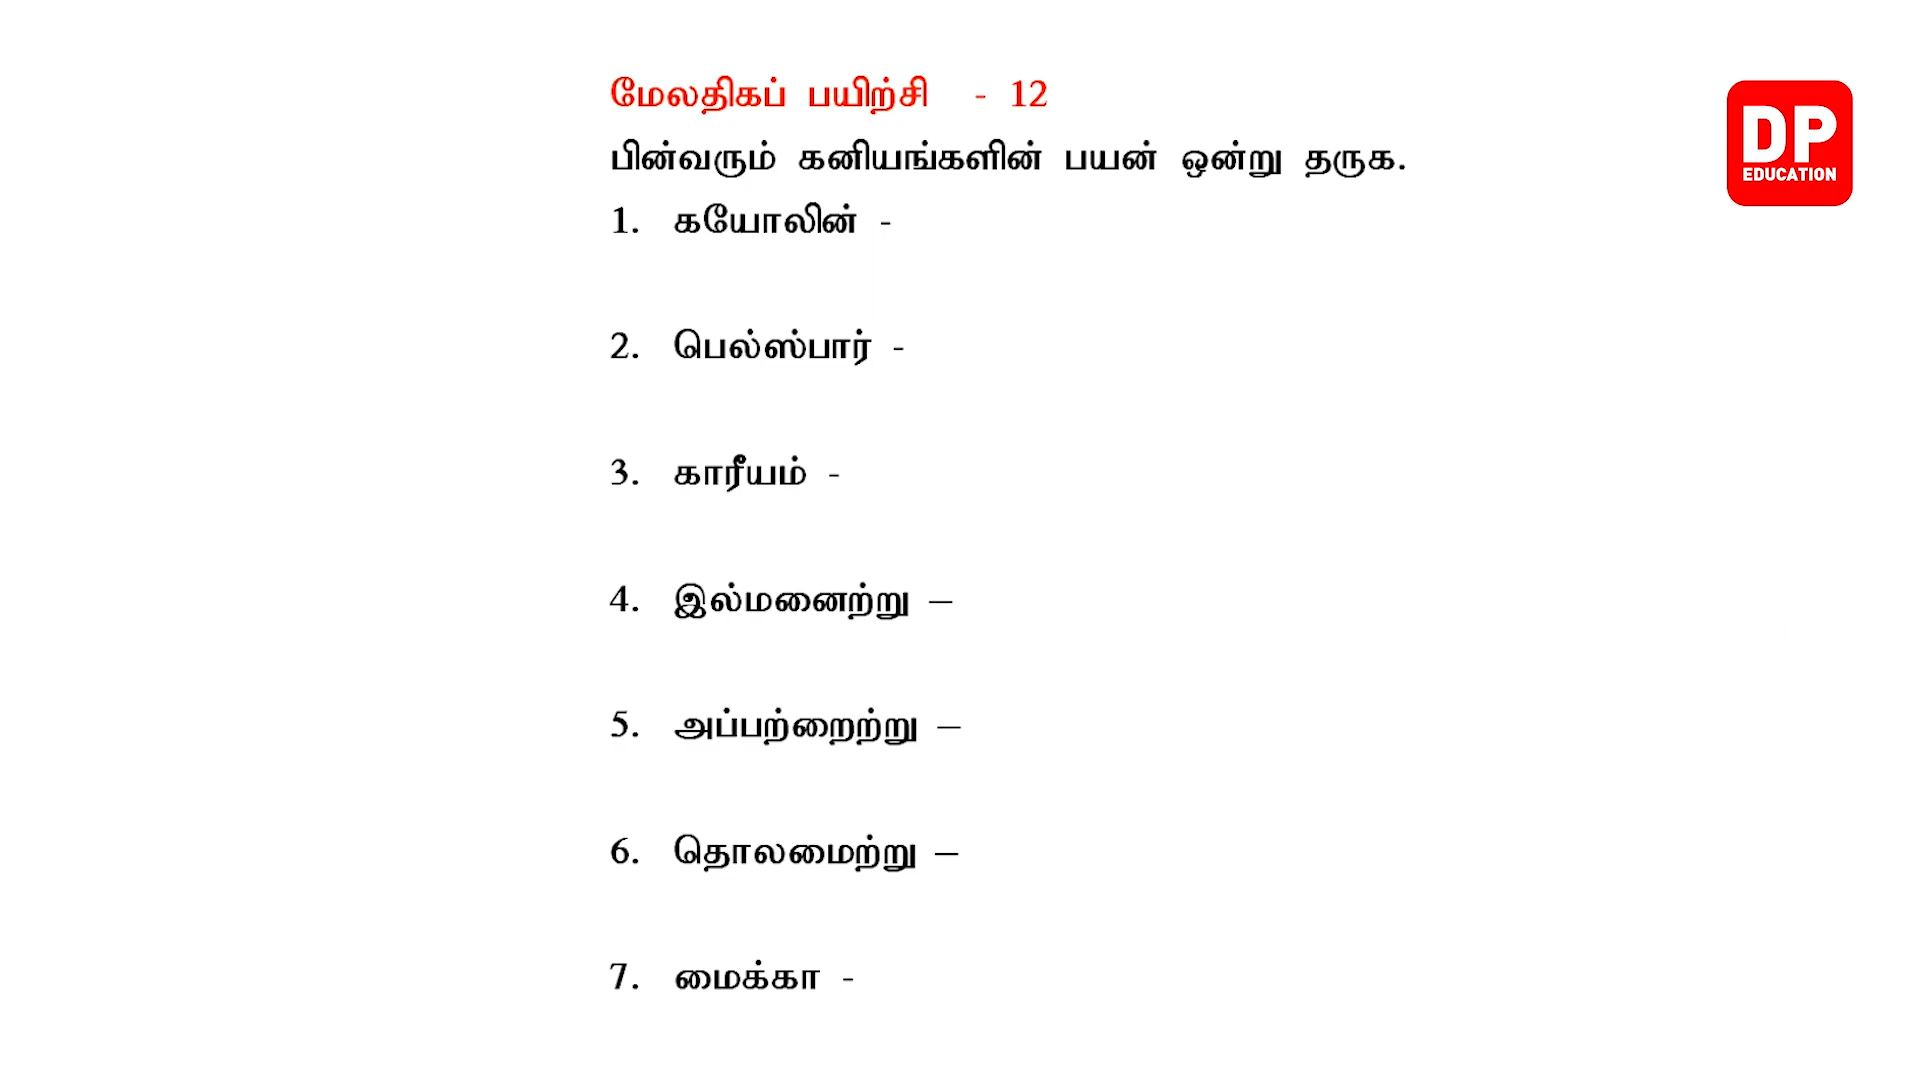 மேலதிகப் பயிற்சி - 12
பின்வரும் கனியங்களின் பயன் ஒன்று தருக.
1. கயோலின் -
2. பெல்ஸ்பார் -
3. காரீயம் -
4. இல்மனைற்று –
5. அப்பற்றைற்று –
6. தொலமைற்று –
7. மைக்கா -
DP
EDUCATION